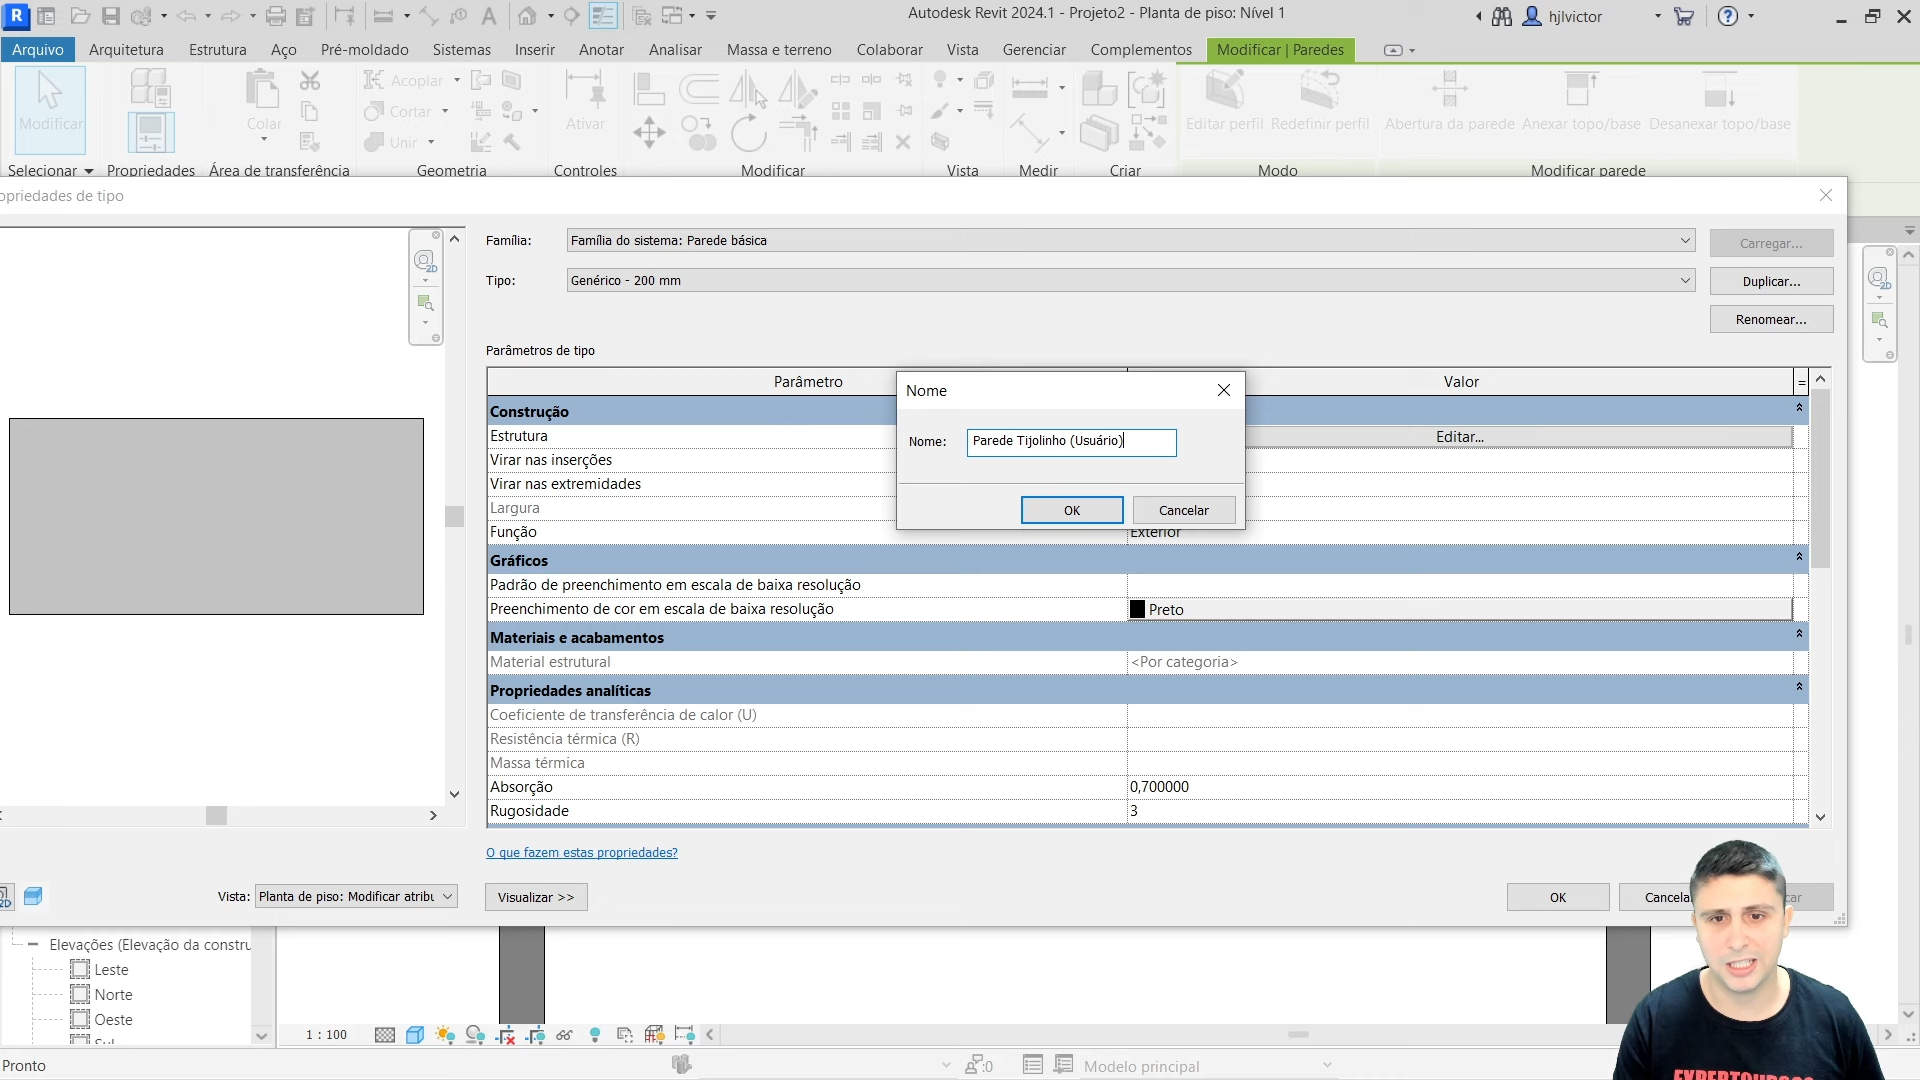 Autodesk Revit 2024.1 - Projeto2 - Planta de piso: Nível 1
hjlvictor
Arquivo Arquitetura Estrutura Aço Pré-moldado Sistemas Inserir Anotar Analisar Massa e terreno Colaborar Vista Gerenciar Complementos Modificar | Paredes
Modificar
Colar
Acoplar
Cortar
Unir
Ativar
Editar perfil Redefinir perfil Abertura da parede Anexar topo/base Desanexar topo/base
Selecionar Propriedades Área de transferência Geometria Controles Modificar Vista Medir Criar Modo Modificar parede
opriedades de tipo
Família: Família do sistema: Parede básica Carregar...
Tipo: Genérico - 200 mm Duplicar...
Renomear...
Parâmetros de tipo
Parâmetro Valor =
Construção
Estrutura Editar...
Virar nas inserções
Virar nas extremidades
Largura
Função Exterior
Nome
Nome: Parede Tijolinho (Usuário)
OK Cancelar
Gráficos
Padrão de preenchimento em escala de baixa resolução
Preenchimento de cor em escala de baixa resolução Preto
Materiais e acabamentos
Material estrutural <Por categoria>
Propriedades analíticas
Coeficiente de transferência de calor (U)
Resistência térmica (R)
Massa térmica
Absorção 0,700000
Rugosidade 3
O que fazem estas propriedades?
Vista: Planta de piso: Modificar atribu Visualizar >> OK Cancela car
Elevações (Elevação da constru
Leste
Norte
Oeste
Sul
1 : 100
Pronto :0 Modelo principal